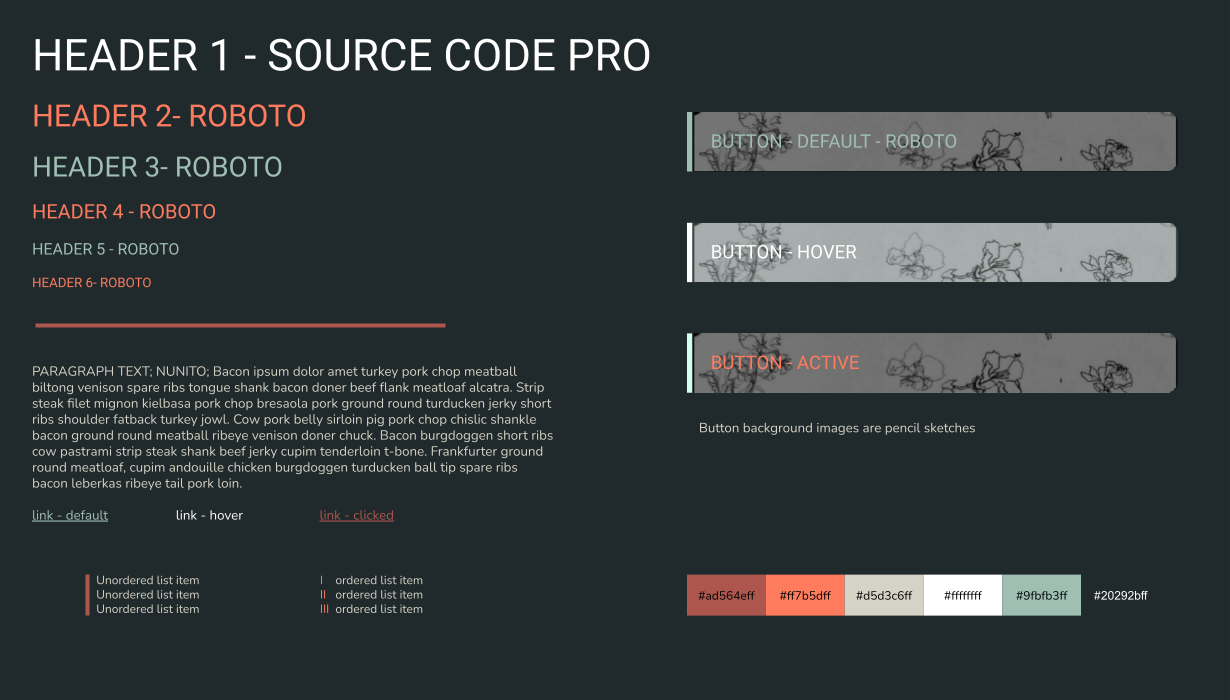 HEADER 1 - SOURCE CODE PRO
HEADER 2- ROBOTO
HEADER 3- ROBOTO
HEADER 4 - ROBOTO
HEADER 5 - ROBOTO
HEADER 6- ROBOTO
PARAGRAPH TEXT; NUNITO; Bacon ipsum dolor amet turkey pork chop meatball
biltong venison spare ribs tongue shank bacon doner beef flank meatloaf alcatra. Strip
steak filet mignon kielbasa pork chop bresaola pork ground round turducken jerky short
ribs shoulder fatback turkey jowl. Cow pork belly sirloin pig pork chop chislic shankle
bacon ground round meatball ribeye venison doner chuck. Bacon burgdoggen short ribs
cow pastrami strip steak shank beef jerky cupim tenderloin t-bone. Frankfurter ground
round meatloaf, cupim andouille chicken burgdoggen turducken ball tip spare ribs
bacon leberkas ribeye tail pork loin.
link - default link - hover link - clicked
Unordered list item
Unordered list item
Unordered list item
I ordered list item
II ordered list item
III ordered list item
BUTTON - DEFAULT - ROBOTO
BUTTON - HOVER
BUTTON - ACTIVE
Button background images are pencil sketches
#ad564eff #ff7b5dff #d5d3c6ff #ffffffff #9fbfb3ff #20292bff